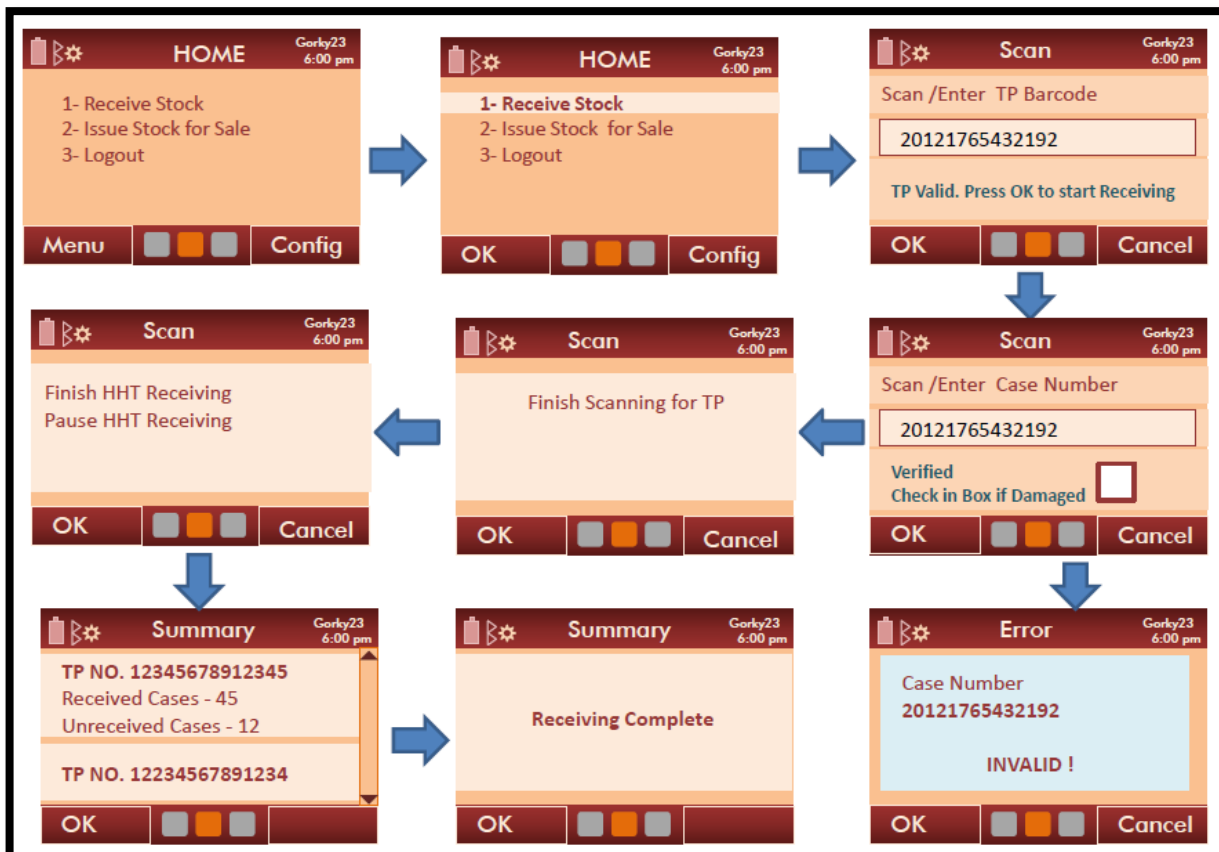 HOME
Gorky23
6:00 pm
1- Receive Stock
2- Issue Stock for Sale
3- Logout
Menu
Config
HOME
Gorky23
6:00 pm
1- Receive Stock
2- Issue Stock for Sale
3- Logout
OK
Config
Scan
Gorky23
6:00 pm
Scan /Enter TP Barcode
20121765432192
TP Valid. Press OK to start Receiving
OK
Cancel
Scan
Gorky23
6:00 pm
Scan /Enter Case Number
20121765432192
Verified
Check in Box if Damaged
OK
Cancel
Scan
Gorky23
6:00 pm
Finish Scanning for TP
OK
Cancel
Scan
Gorky23
6:00 pm
Finish HHT Receiving
Pause HHT Receiving
OK
Cancel
Summary
Gorky23
6:00 pm
TP NO. 12345678912345
Received Cases - 45
Unreceived Cases - 12
TP NO. 12234567891234
OK
Summary
Gorky23
6:00 pm
Receiving Complete
OK
Error
Gorky23
6:00 pm
Case Number
20121765432192
INVALID !
OK
Cancel